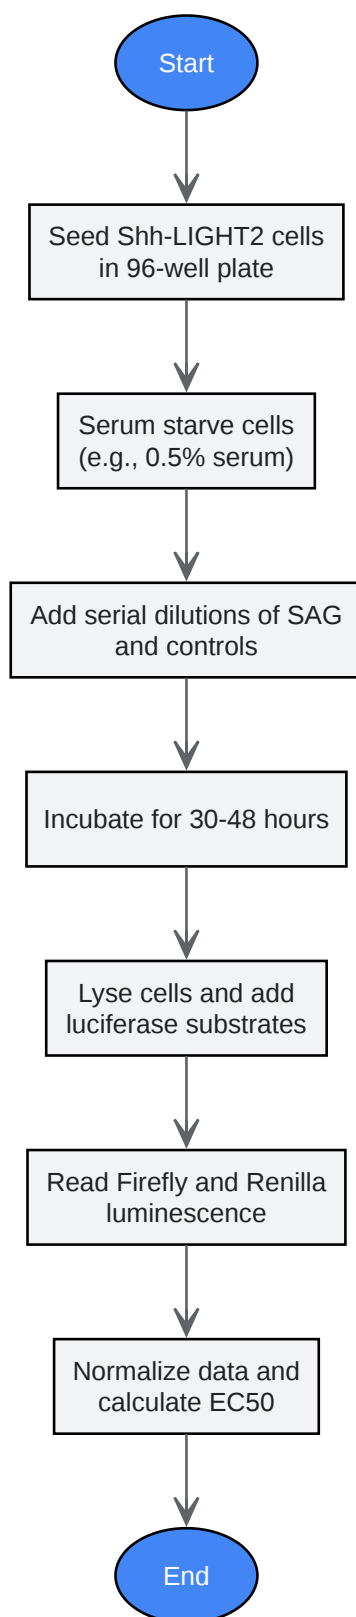 Start
Seed Shh-LIGHT2 cells
in 96-well plate
Serum starve cells
(e.g., 0.5% serum)
Add serial dilutions of SAG
and controls
Incubate for 30-48 hours
Lyse cells and add
luciferase substrates
Read Firefly and Renilla
luminescence
Normalize data and
calculate EC50
End